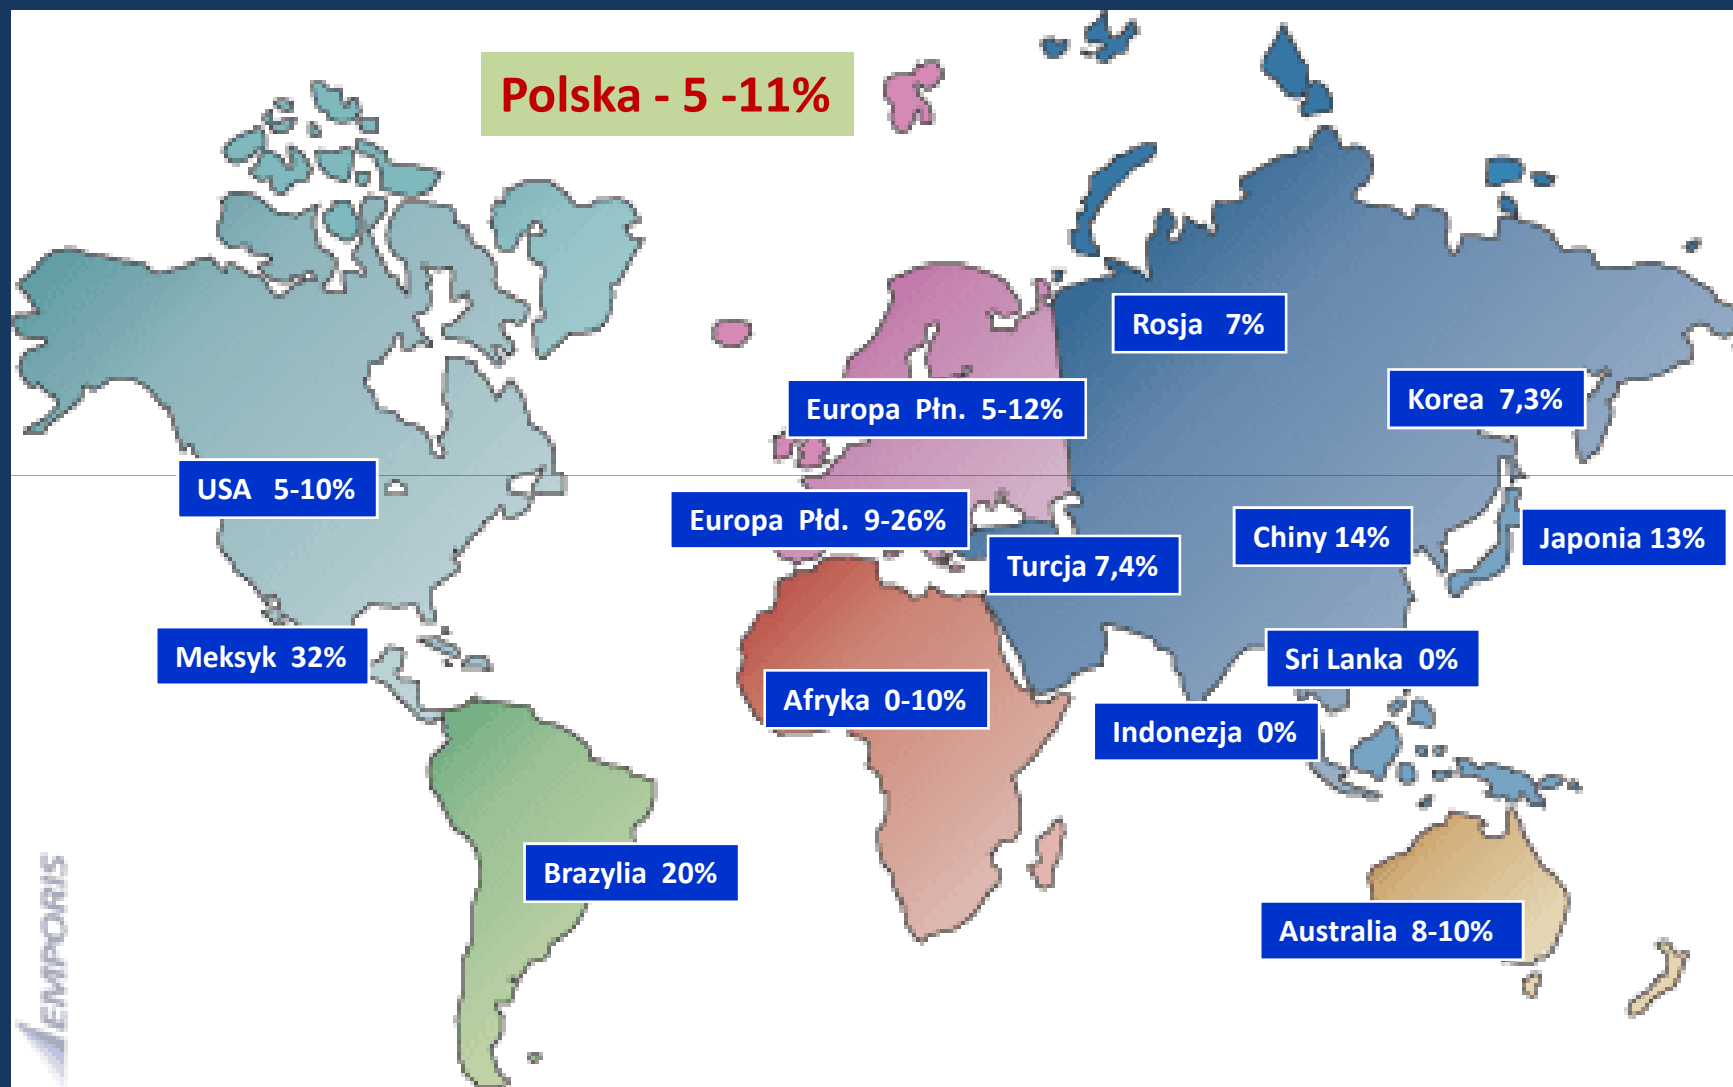 Polska - 5 -11%
Rosja 7%
Europa Płn. 5-12%
Korea 7,3%
USA 5-10%
Europa Płd. 9-26%
Chiny 14%
Japonia 13%
Turcja 7,4%
Meksyk 32%
Sri Lanka 0%
Afryka 0-10%
Indonezja 0%
Brazylia 20%
Australia 8-10%
EMPORIS